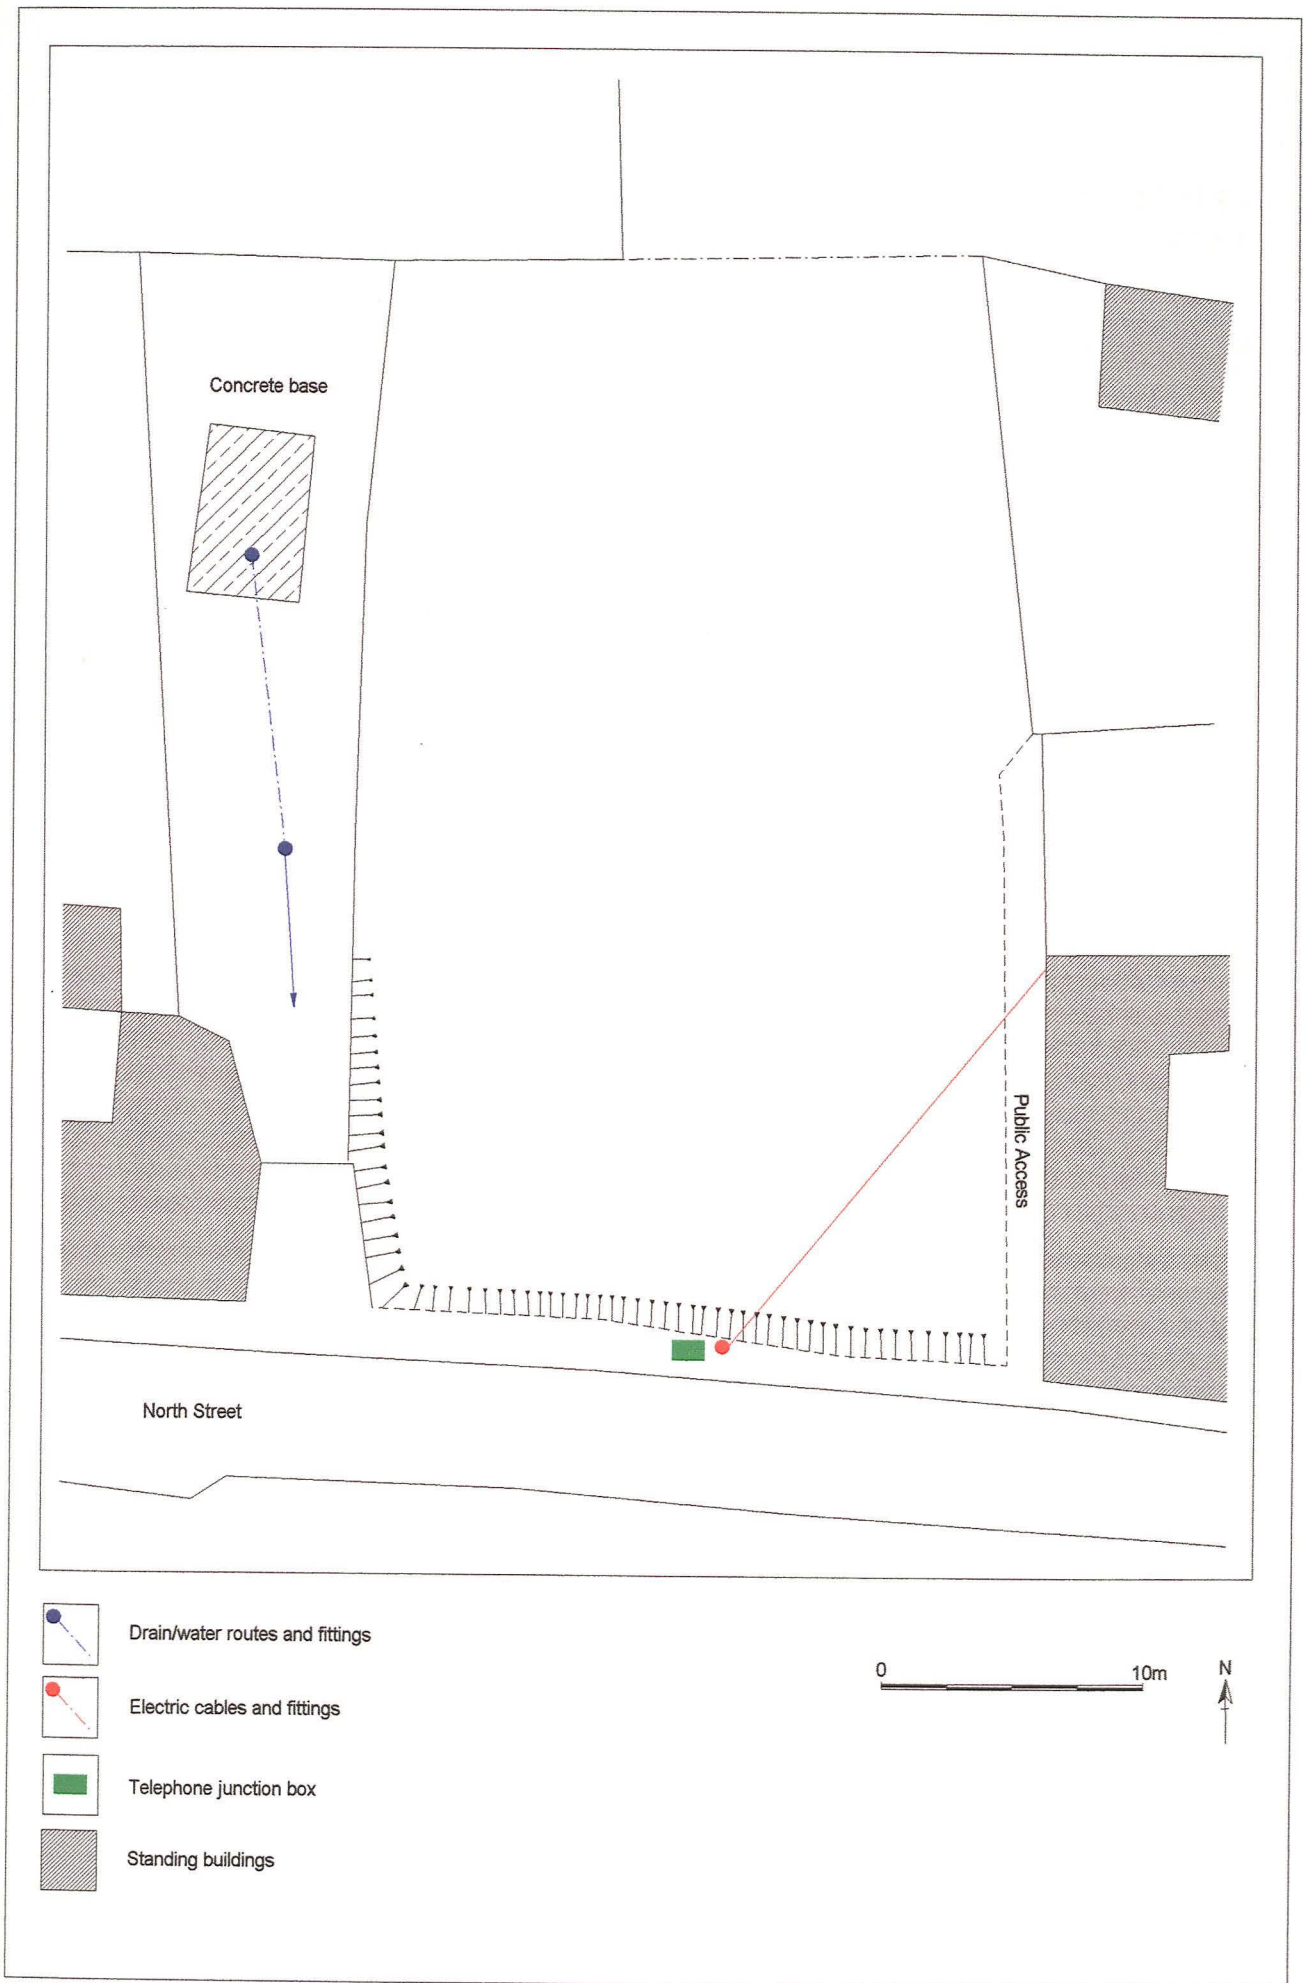 Concrete base
Public Access
North Street
Drain/water routes and fittings
Electric cables and fittings
Telephone junction box
Standing buildings
0 10m
N